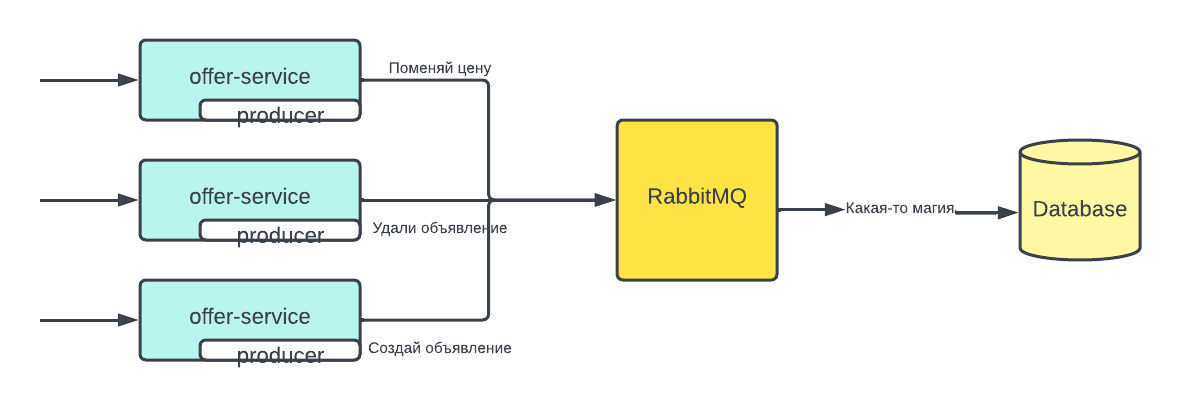 offer-service
producer
Поменяй цену
offer-service
producer
Удали объявление
offer-service
producer
Создай объявление
RabbitMQ
Какая-то магия
Database